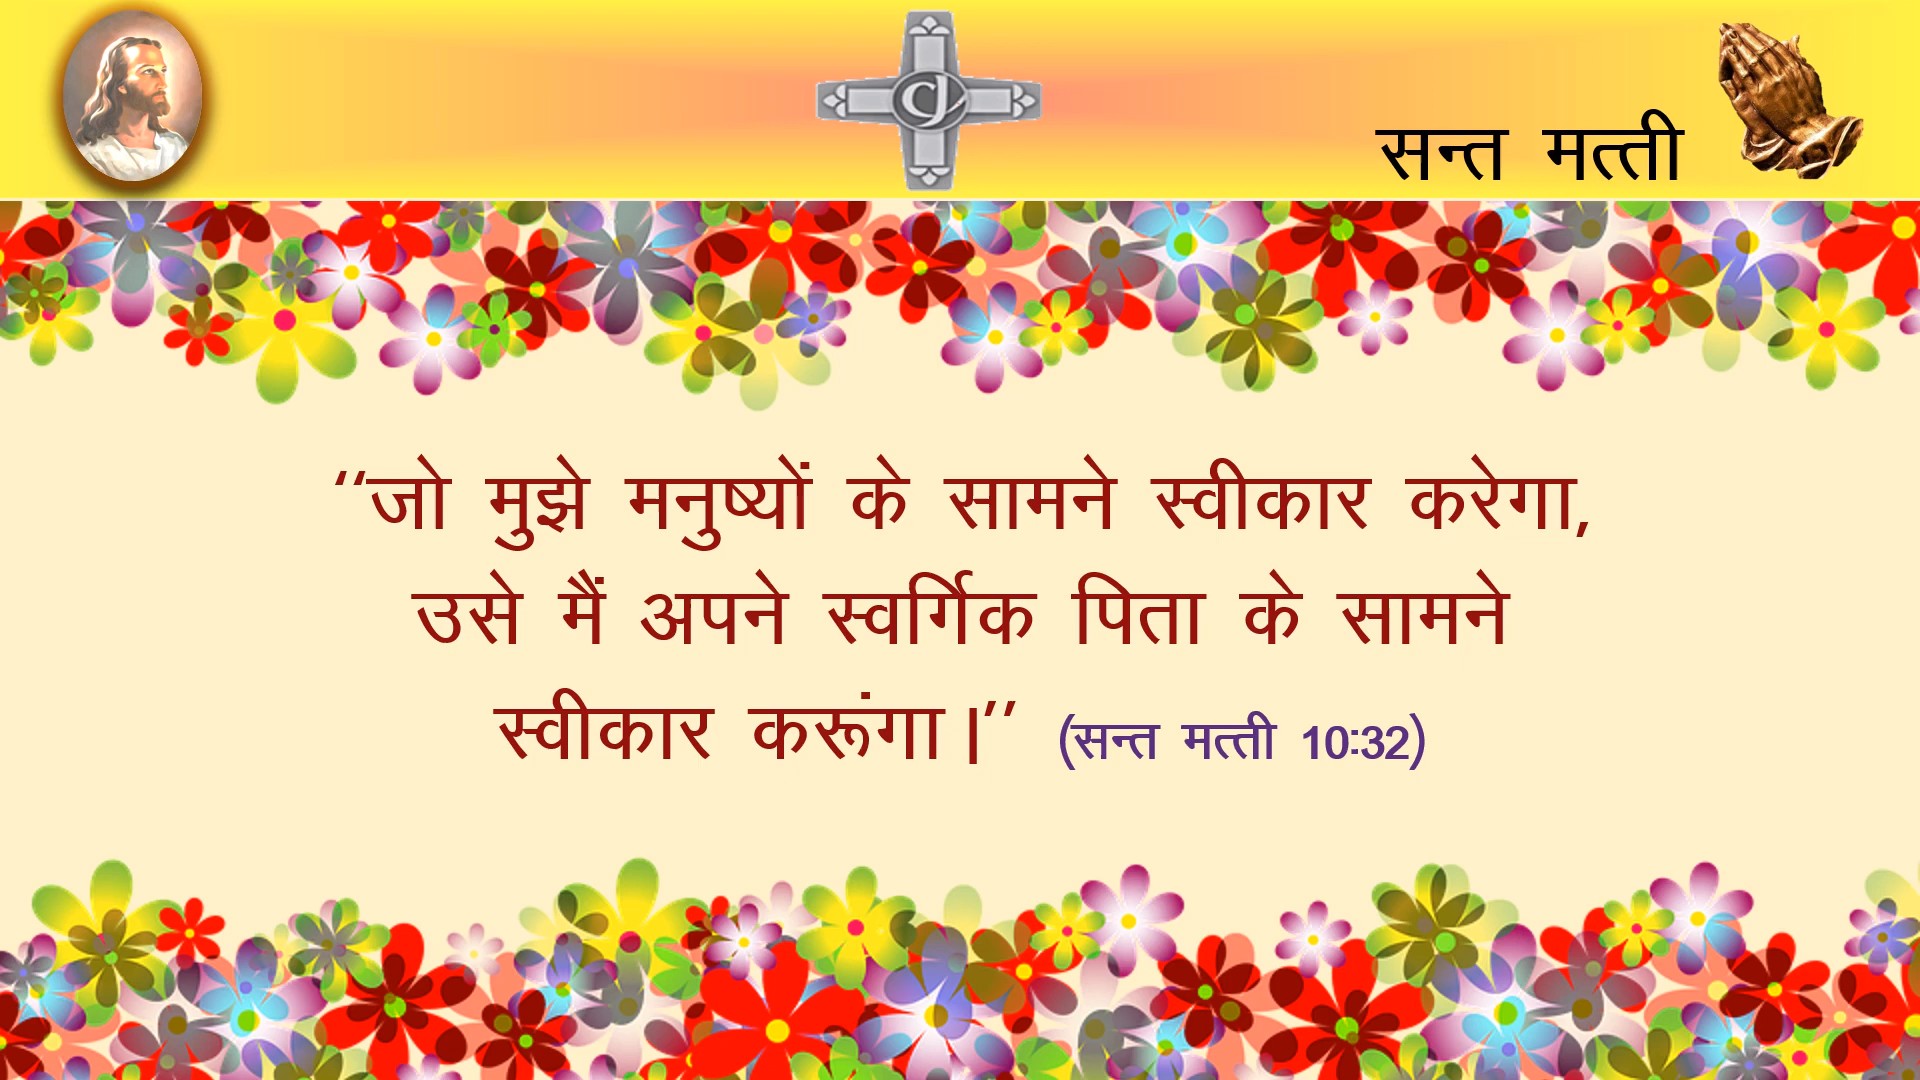 सन्त मत्ती
‘‘जो मुझे मनुष्यों के सामने स्वीकार करेगा,
उसे मैं अपने स्वर्गिक पिता के सामने
स्वीकार करूंगा।’’ (सन्त मत्ती 10:32)